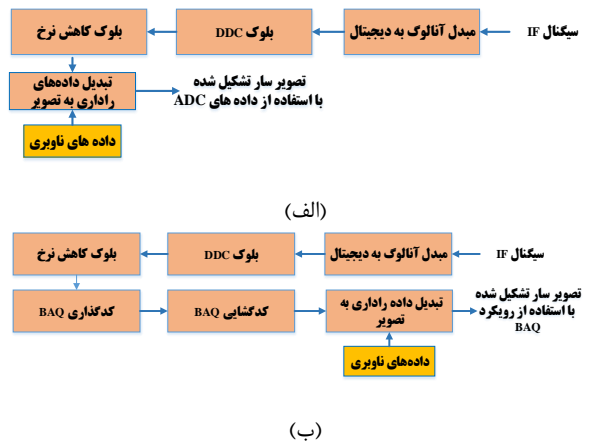 سیگنال IF
مبدل آنالوگ به دیجیتال
بلوک DDC
بلوک کاهش نرخ
تبدیل داده‌های
راداری به تصویر
تصویر سار تشکیل شده
با استفاده از داده های ADC
داده های ناوبری
(الف)
سیگنال IF
مبدل آنالوگ به دیجیتال
بلوک DDC
بلوک کاهش نرخ
کدگذاری BAQ
کدگشایی BAQ
تبدیل داده راداری به
تصویر
تصویر سار تشکیل شده
با استفاده از رویکرد
BAQ
داده‌های ناوبری
(ب)